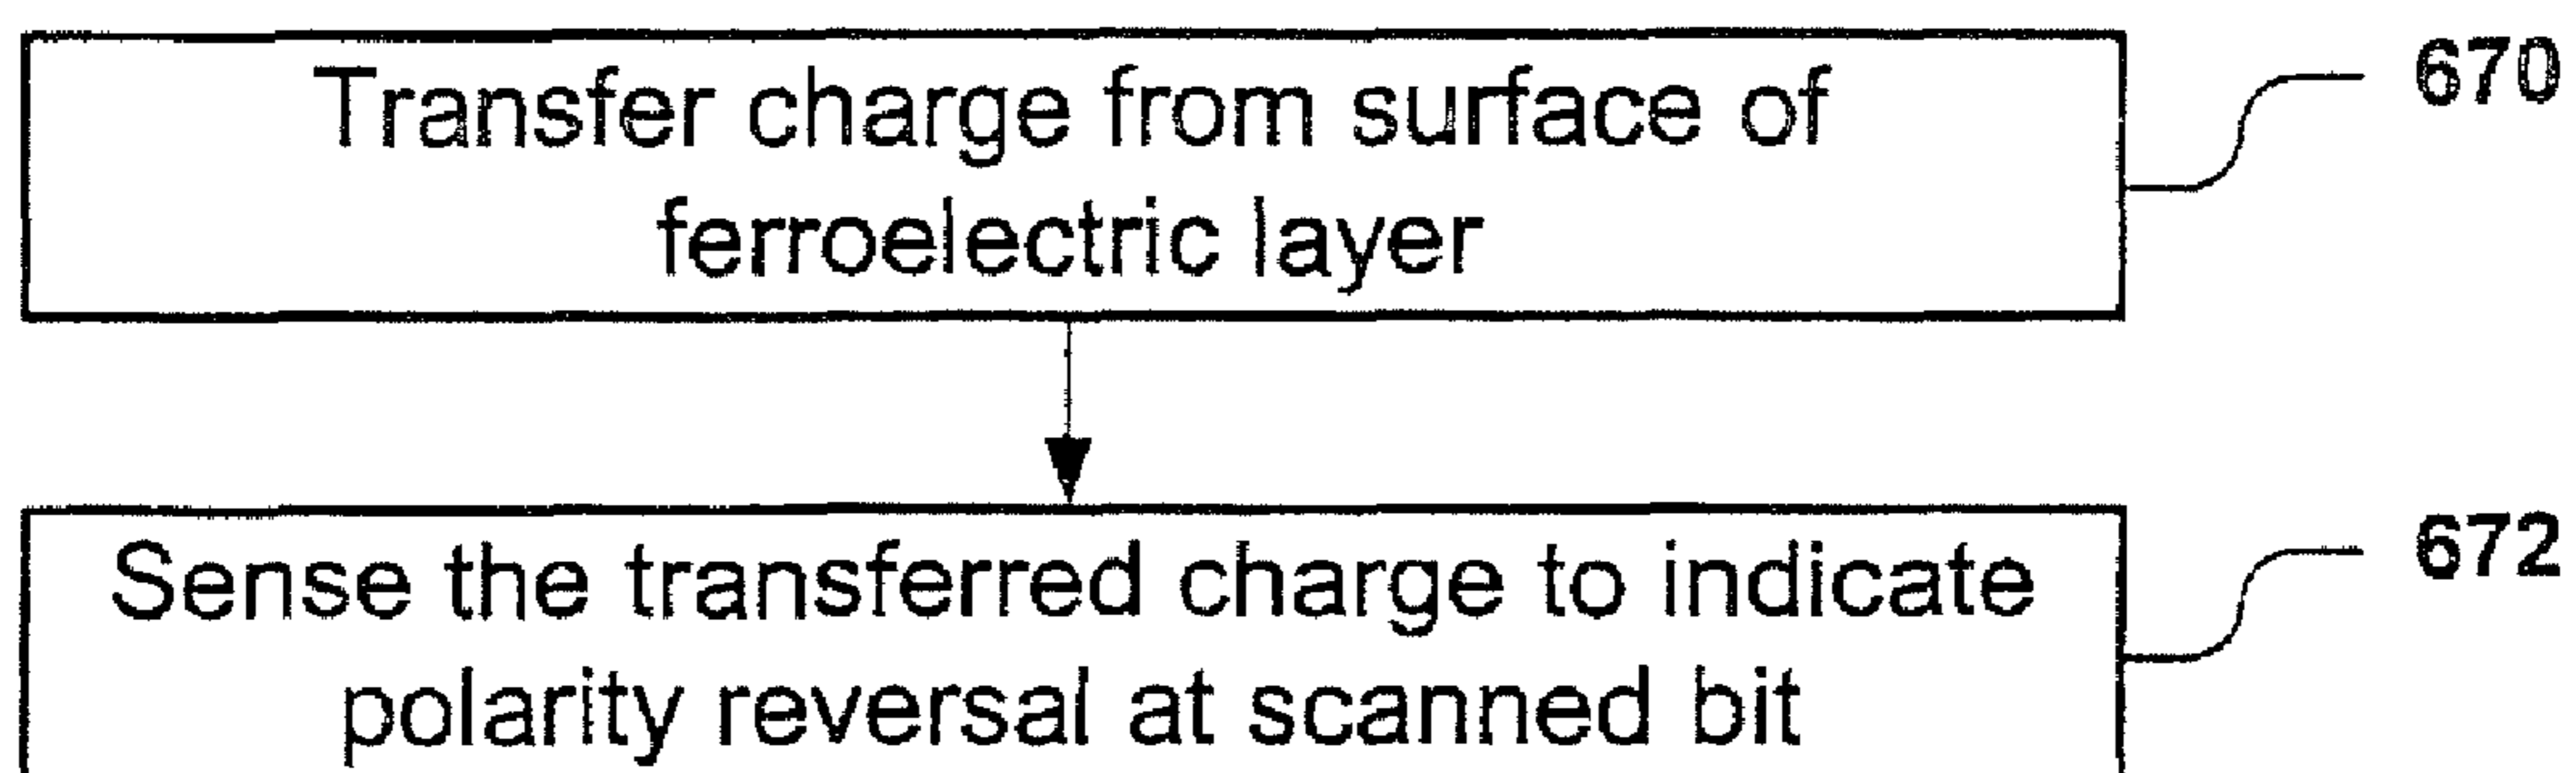 Transfer charge from surface of
ferroelectric layer
670
Sense the transferred charge to indicate
polarity reversal at scanned bit
672